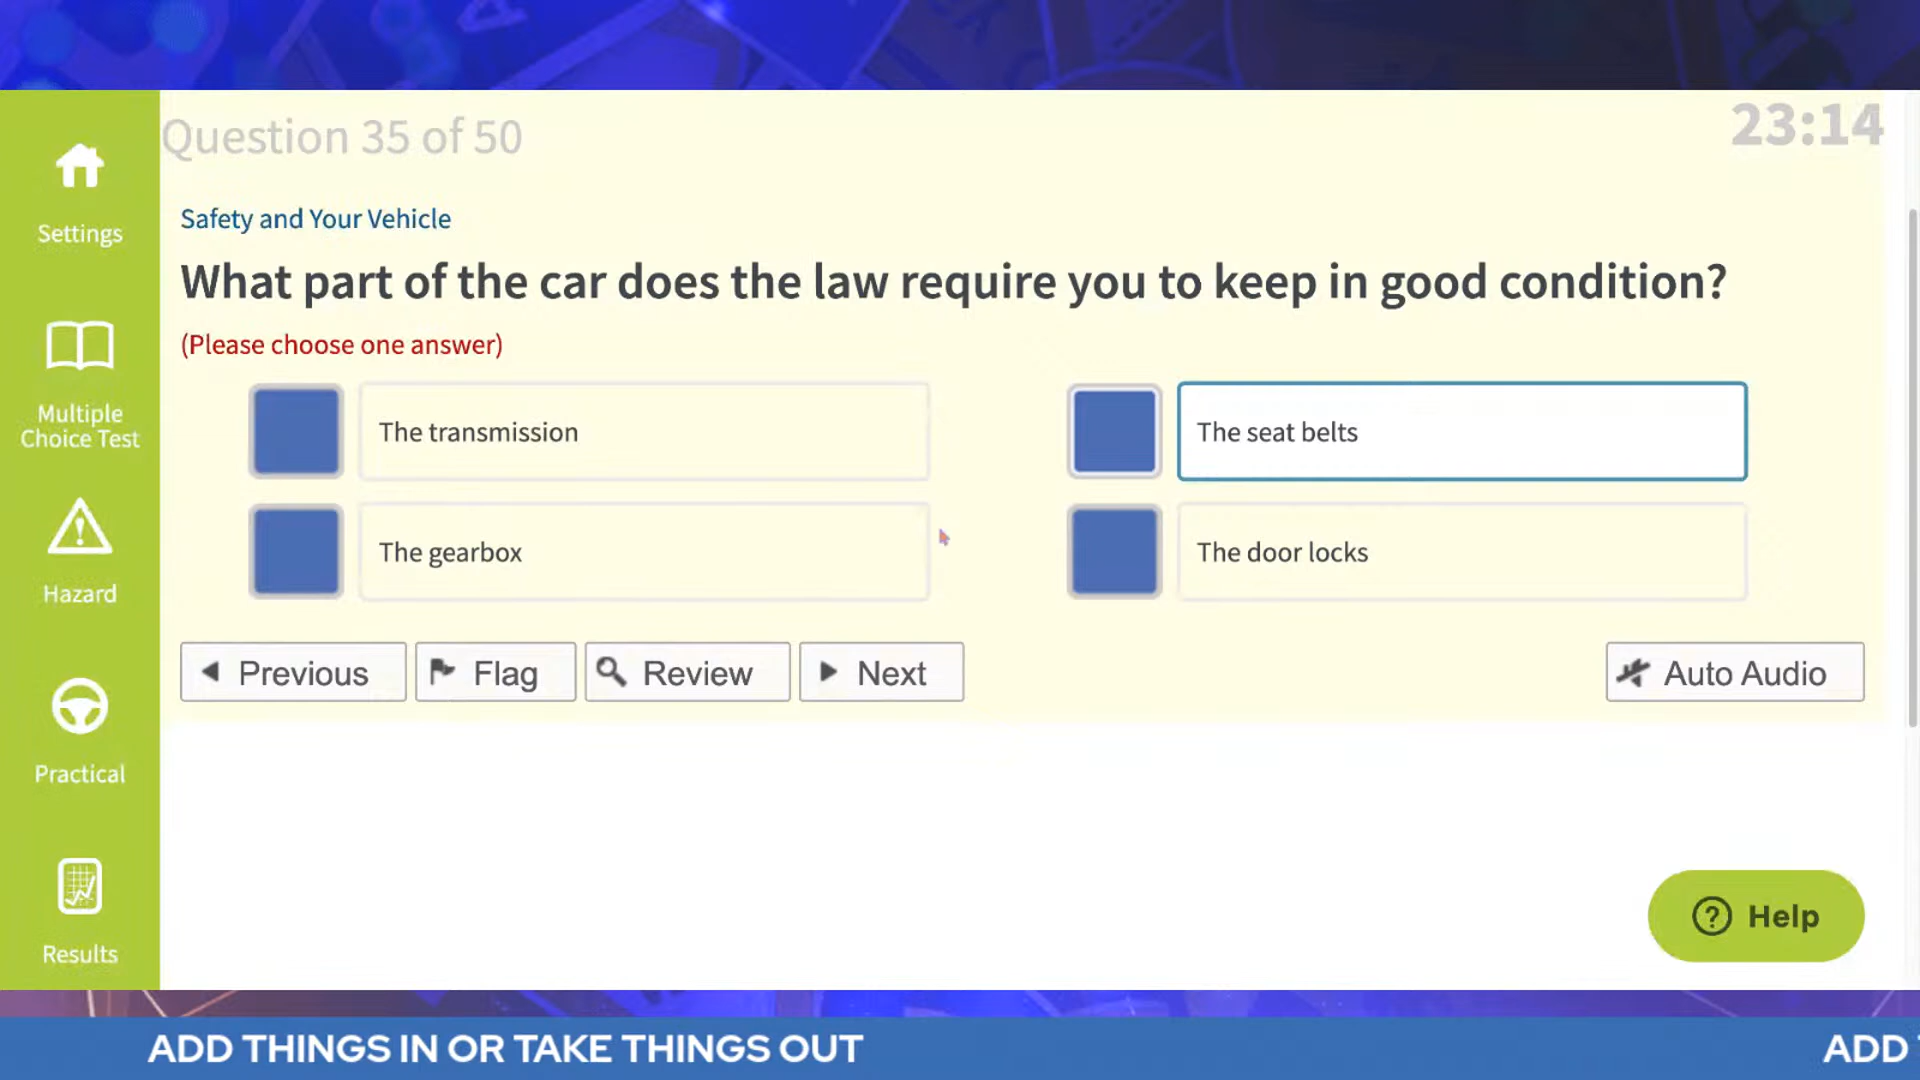 Question 35 of 50
23:14
Settings
Safety and Your Vehicle
What part of the car does the law require you to keep in good condition?
(Please choose one answer)
Multiple
Choice Test
The transmission
The seat belts
The gearbox
The door locks
Hazard
Previous
Flag
Review
Next
Auto Audio
Practical
Help
Results
ADD THINGS IN OR TAKE THINGS OUT
ADD